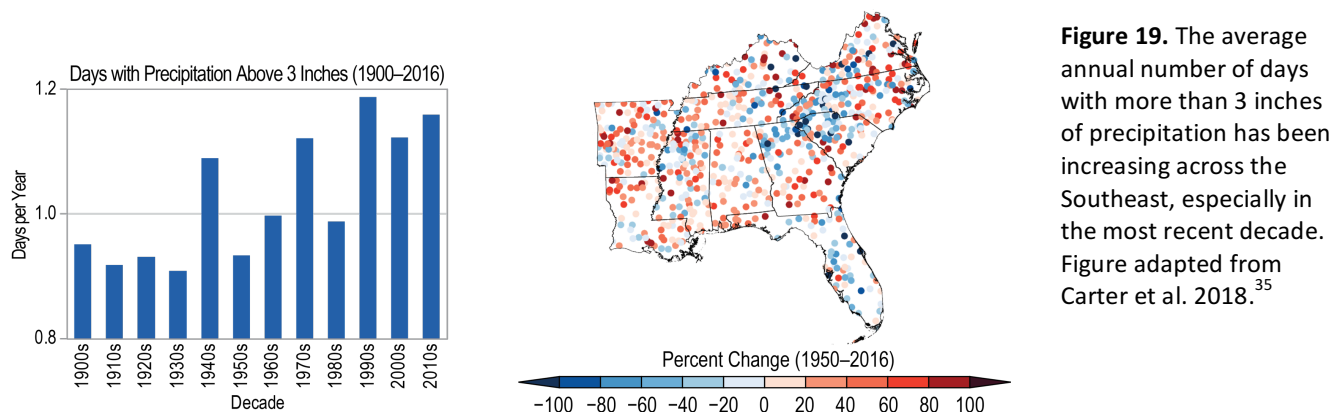 Days with Precipitation Above 3 Inches (1900–2016)
1.2
1.0
0.8
Days per Year
1900s
1910s
1920s
1930s
1940s
1950s
1960s
1970s
1980s
1990s
2000s
2010s
Decade
Percent Change (1950–2016)
−100 −80 −60 −40 −20 0 20 40 60 80 100
Figure 19. The average
annual number of days
with more than 3 inches
of precipitation has been
increasing across the
Southeast, especially in
the most recent decade.
Figure adapted from
Carter et al. 2018.35